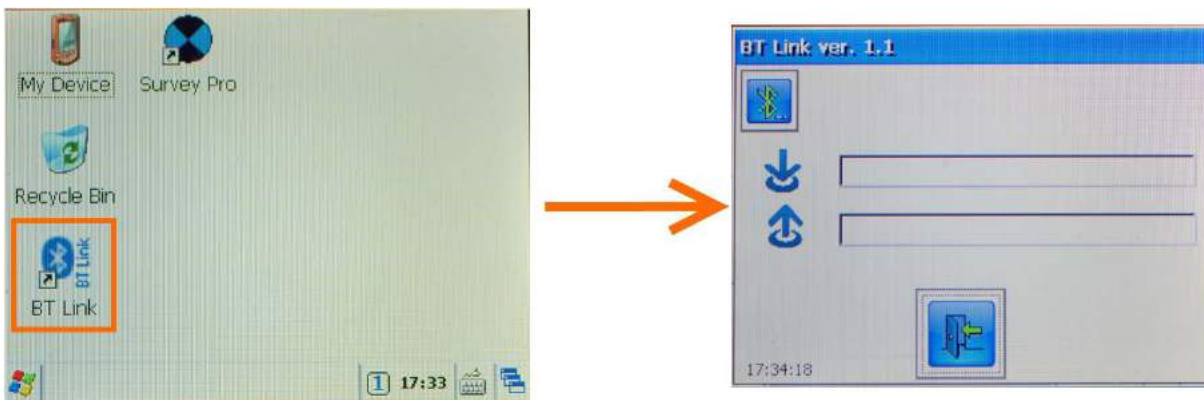 My Device
Survey Pro
Recycle Bin
BT Link
BT Link
1 17:33
BT Link ver. 1.1
17:34:18